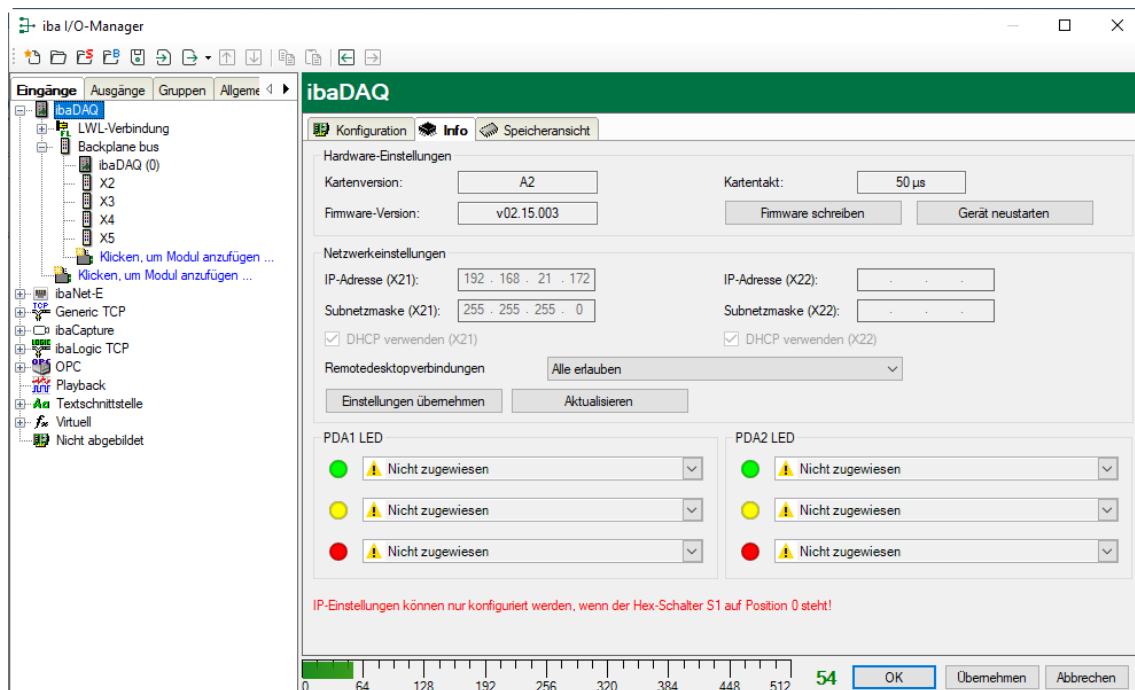 iba I/O-Manager
Eingänge Ausgänge Gruppen Allgeme
ibaDAQ
LWL-Verbindung
Backplane bus
ibaDAQ (0)
X2
X3
X4
X5
Klicken, um Modul anzufügen ...
Klicken, um Modul anzufügen ...
ibaNet-E
Generic TCP
ibaCapture
ibaLogic TCP
OPC
Playback
Textschnittstelle
Virtuell
Nicht abgebildet
ibaDAQ
Konfiguration Info Speicheransicht
Hardware-Einstellungen
Kartenversion: A2 Kartentakt: 50 µs
Firmware-Version: v02.15.003 Firmware schreiben Gerät neustarten
Netzwerkeinstellungen
IP-Adresse (X21): 192 . 168 . 21 . 172 IP-Adresse (X22): . . .
Subnetzmaske (X21): 255 . 255 . 255 . 0 Subnetzmaske (X22): . . .
DHCP verwenden (X21) DHCP verwenden (X22)
Remotedesktopverbindungen Alle erlauben
Einstellungen übernehmen Aktualisieren
PDA1 LED PDA2 LED
Nicht zugewiesen Nicht zugewiesen
Nicht zugewiesen Nicht zugewiesen
Nicht zugewiesen Nicht zugewiesen
IP-Einstellungen können nur konfiguriert werden, wenn der Hex-Schalter S1 auf Position 0 steht!
0 64 128 192 256 320 384 448 512 54 OK Übernehmen Abbrechen